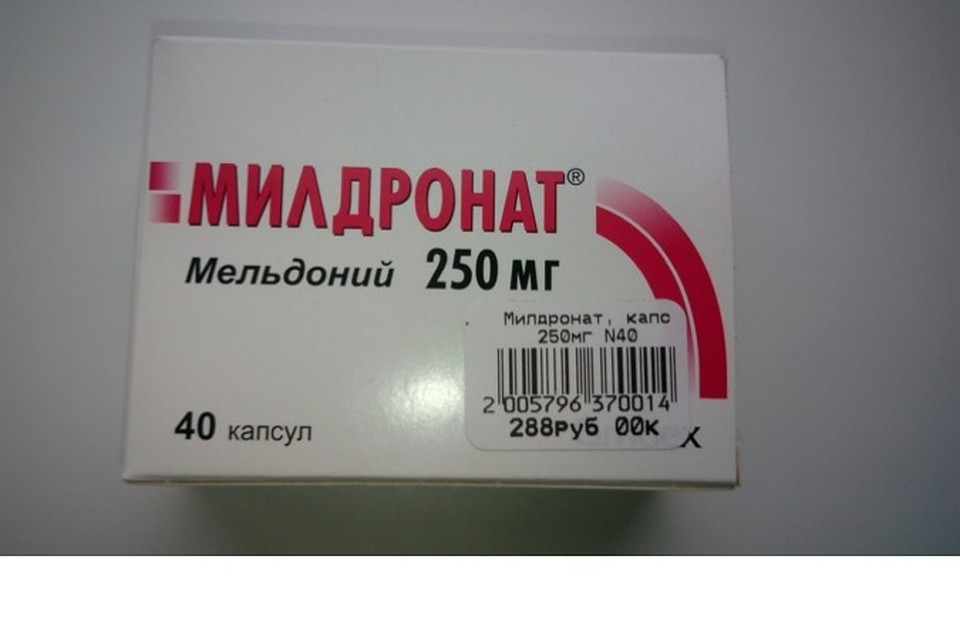 МИЛДРОНАТ®
Мельдоний 250 мг
Милдронат, капс
250мг N40
2 005796 370014
288руб 00к
40 капсул